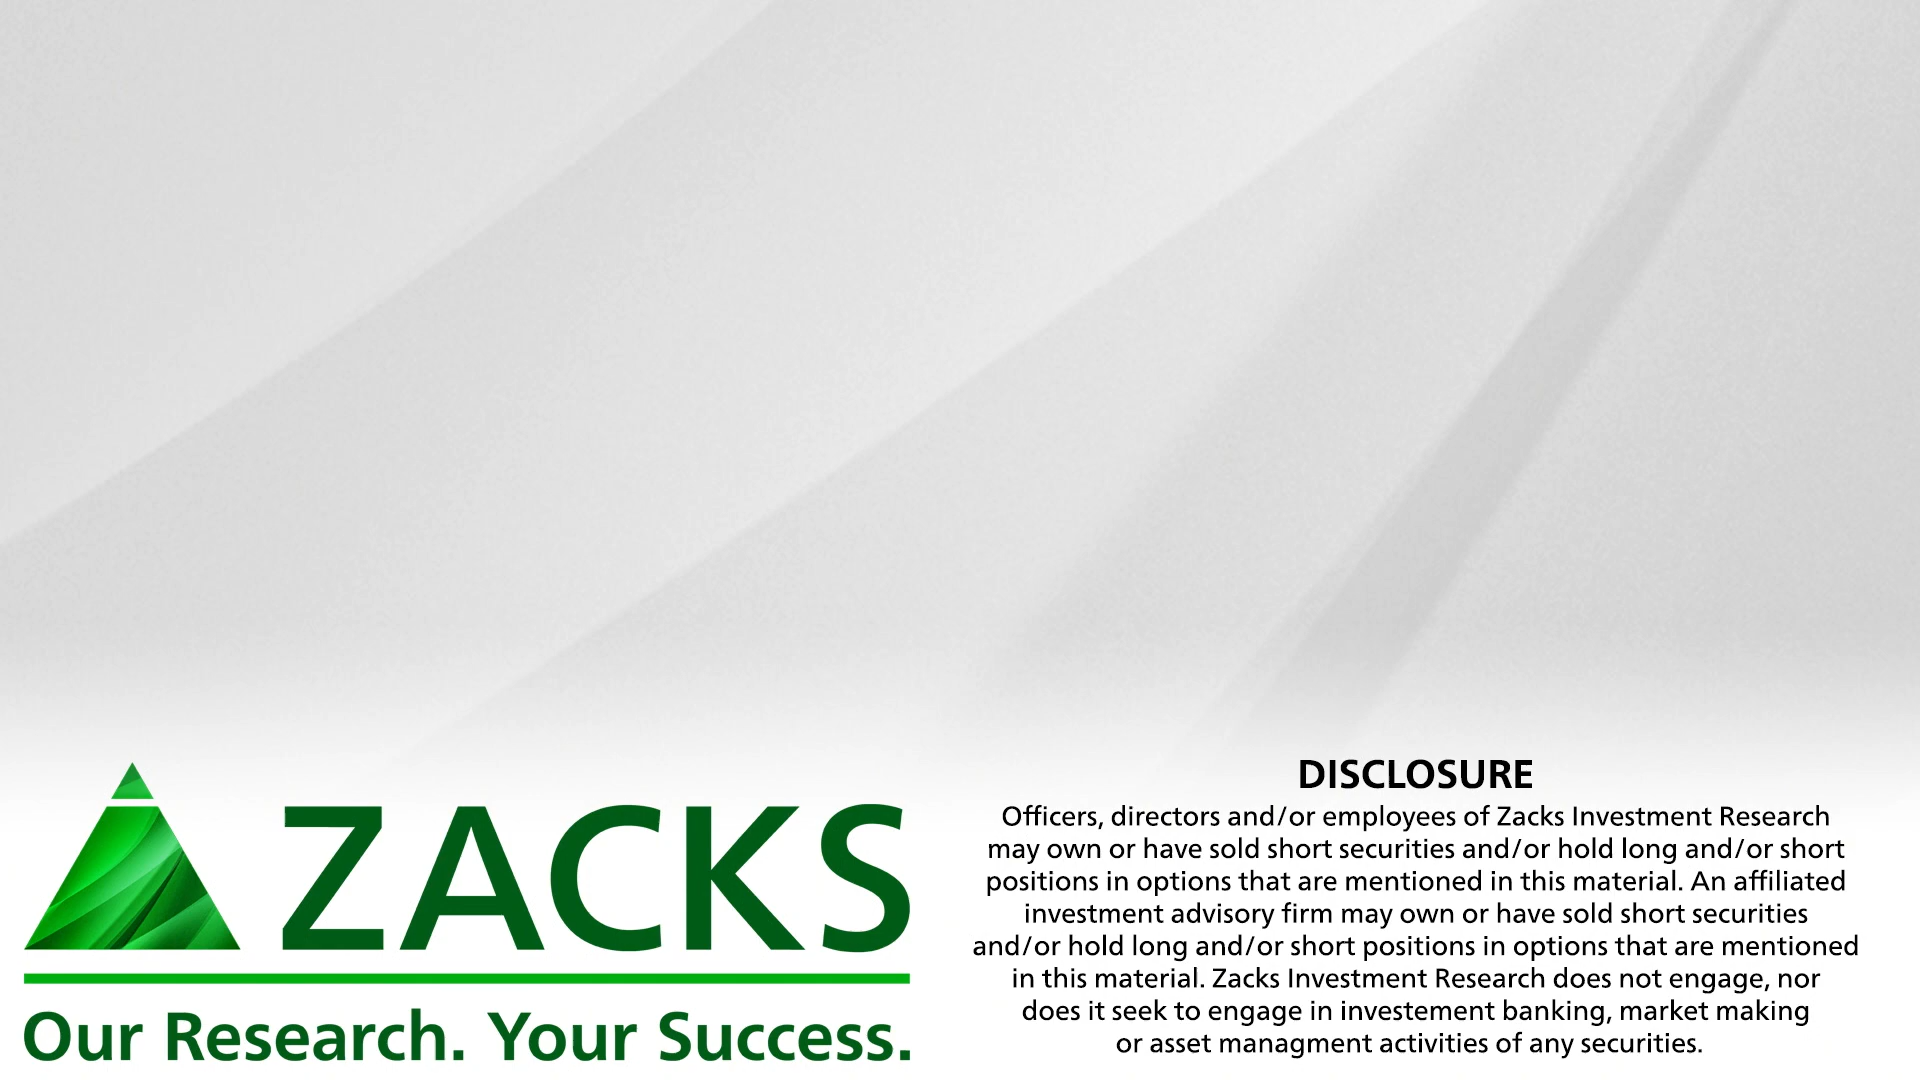 ZACKS
Our Research. Your Success.
DISCLOSURE
Officers, directors and/or employees of Zacks Investment Research
may own or have sold short securities and/or hold long and/or short
positions in options that are mentioned in this material. An affiliated
investment advisory firm may own or have sold short securities
and/or hold long and/or short positions in options that are mentioned
in this material. Zacks Investment Research does not engage, nor
does it seek to engage in investement banking, market making
or asset managment activities of any securities.